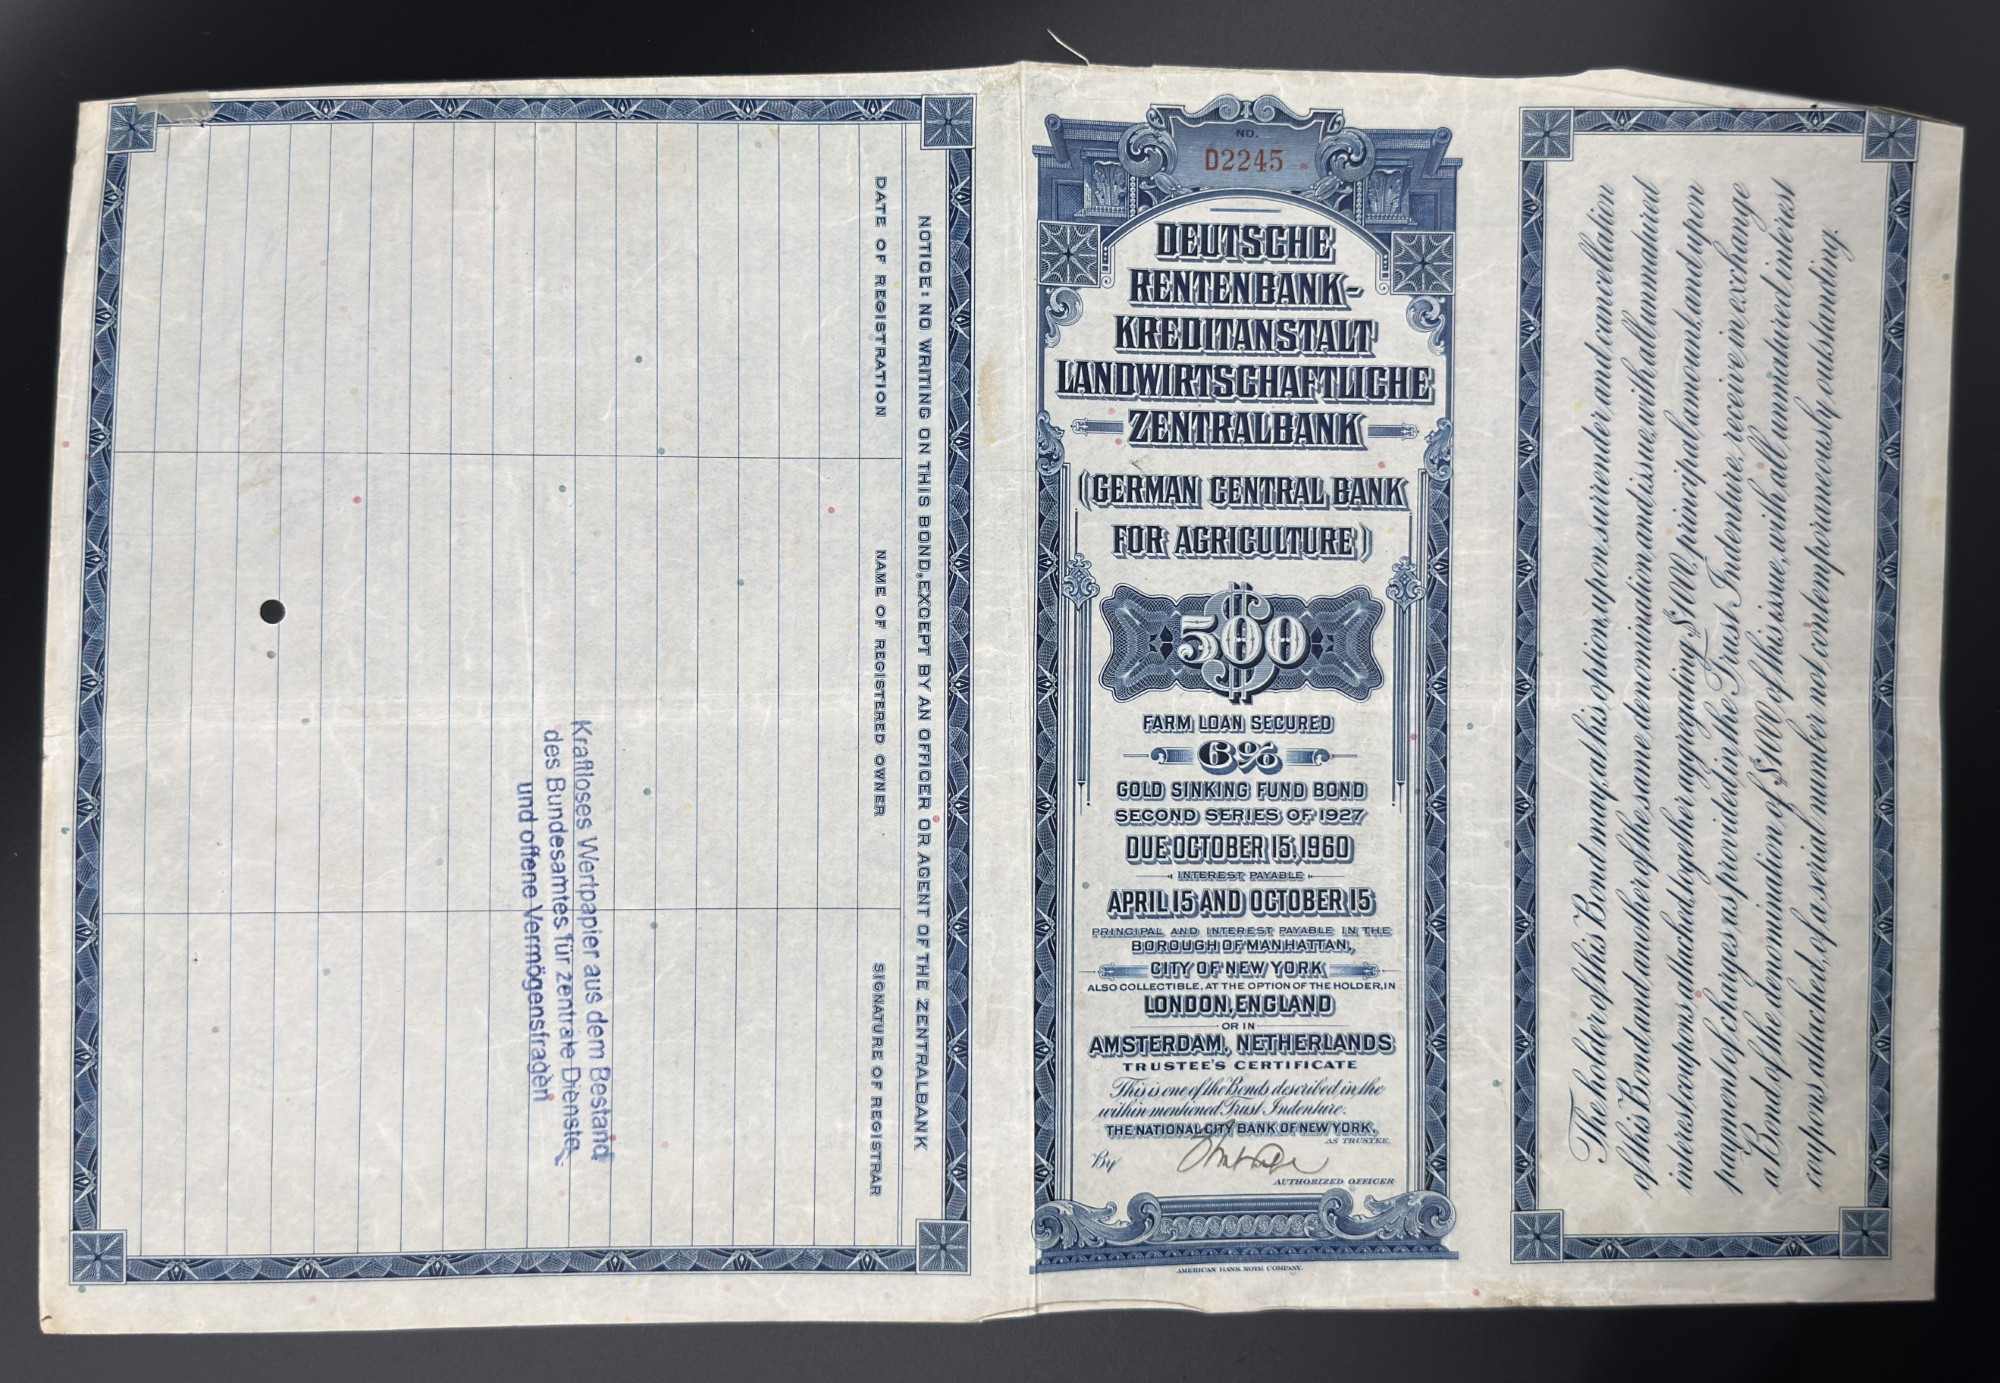 NOTICE: NO WRITING ON THIS BOND, EXCEPT BY AN OFFICER OR AGENT OF THE ZENTRALBANK
DATE OF REGISTRATION
NAME OF REGISTERED OWNER
SIGNATURE OF REGISTRAR
Kraftloses Wertpapier aus dem Bestand
des Bundesamtes für zentrale Dienste
und offene Vermögensfragen
NO.
D2245
DEUTSCHE
RENTENBANK-
KREDITANSTALT
LANDWIRTSCHAFTLICHE
ZENTRALBANK
(GERMAN CENTRAL BANK
FOR AGRICULTURE)
$500
FARM LOAN SECURED
6%
GOLD SINKING FUND BOND
SECOND SERIES OF 1927
DUE OCTOBER 15, 1960
INTEREST PAYABLE
APRIL 15 AND OCTOBER 15
PRINCIPAL AND INTEREST PAYABLE IN THE
BOROUGH OF MANHATTAN,
CITY OF NEW YORK
ALSO COLLECTIBLE, AT THE OPTION OF THE HOLDER, IN
LONDON, ENGLAND
OR IN
AMSTERDAM, NETHERLANDS
TRUSTEE'S CERTIFICATE
This is one of the Bonds described in the
within mentioned Trust Indenture.
THE NATIONAL CITY BANK OF NEW YORK,
AS TRUSTEE,
By
AUTHORIZED OFFICER
AMERICAN BANK NOTE COMPANY.
The holder of this Bond may, at his option, upon surrender and cancellation
of this Bond and another of the same denomination and issue, with all unmatured
interest coupons attached, together aggregating $1000, principal amount, and upon
payment of charges as provided in the Trust Indenture, receive in exchange
a Bond of the denomination of $1000 of this issue, with all unmatured interest
coupons attached, of a serial number not contemporaneously outstanding.